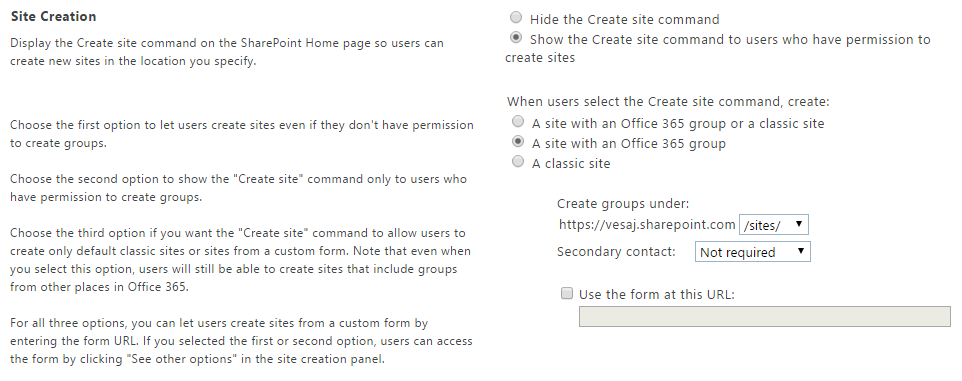 Site Creation
Display the Create site command on the SharePoint Home page so users can
create new sites in the location you specify.
Hide the Create site command
Show the Create site command to users who have permission to
create sites
Choose the first option to let users create sites even if they don't have permission
to create groups.
Choose the second option to show the "Create site" command only to users who
have permission to create groups.
Choose the third option if you want the "Create site" command to allow users to
create only default classic sites or sites from a custom form. Note that even when
you select this option, users will still be able to create sites that include groups
from other places in Office 365.
For all three options, you can let users create sites from a custom form by
entering the form URL. If you selected the first or second option, users can access
the form by clicking "See other options" in the site creation panel.
When users select the Create site command, create:
A site with an Office 365 group or a classic site
A site with an Office 365 group
A classic site
Create groups under:
https://vesaj.sharepoint.com /sites/
Secondary contact: Not required
Use the form at this URL: